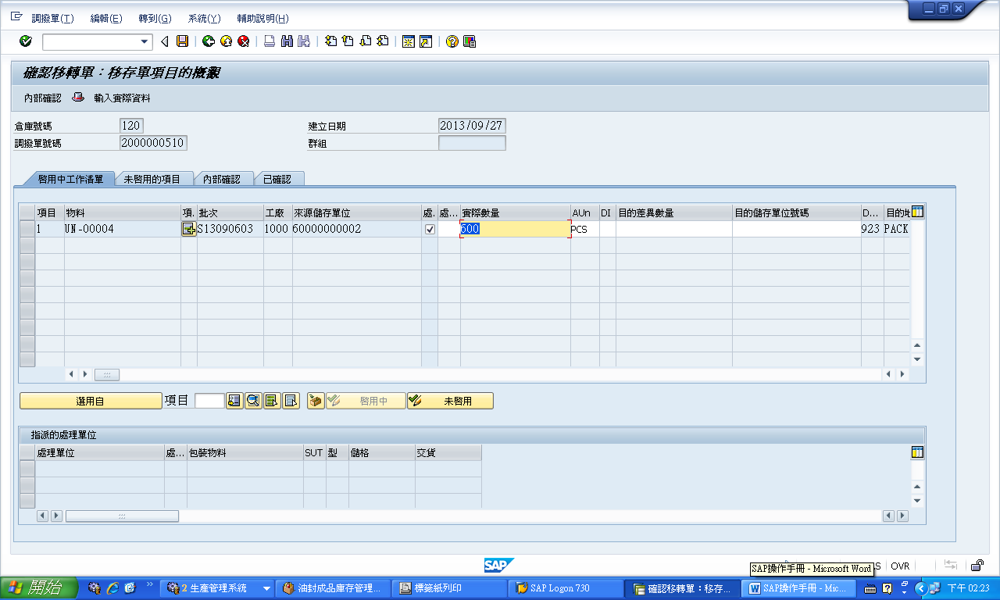 調撥單(T) 編輯(E) 轉到(G) 系統(Y) 輔助說明(H)
確認移轉單：移存單項目的概觀
內部確認 輸入實際資料
倉庫號碼 120 建立日期 2013/09/27
調撥單號碼 2000000510 群組
啟用中工作清單 未啟用的項目 內部確認 已確認
項目 物料 項. 批次 工廠 來源儲存單位 處. 處... 實際數量 AUn DI 目的差異數量 目的儲存單位號碼 D... 目的地
1 UN-00004 S13090603 1000 60000000002 600 PCS 923 PACK
選用自 項目 啟用中 未啟用
指派的處理單位
處理單位 處... 包裝物料 SUT 型 儲格 交貨
SAP SAP操作手冊 - Microsoft Word S OVR
開始 2 生產管理系統 油封成品庫存管理... 標籤紙列印 SAP Logon 730 確認移轉單：移存... SAP操作手冊 - Mic... 下午 02:23